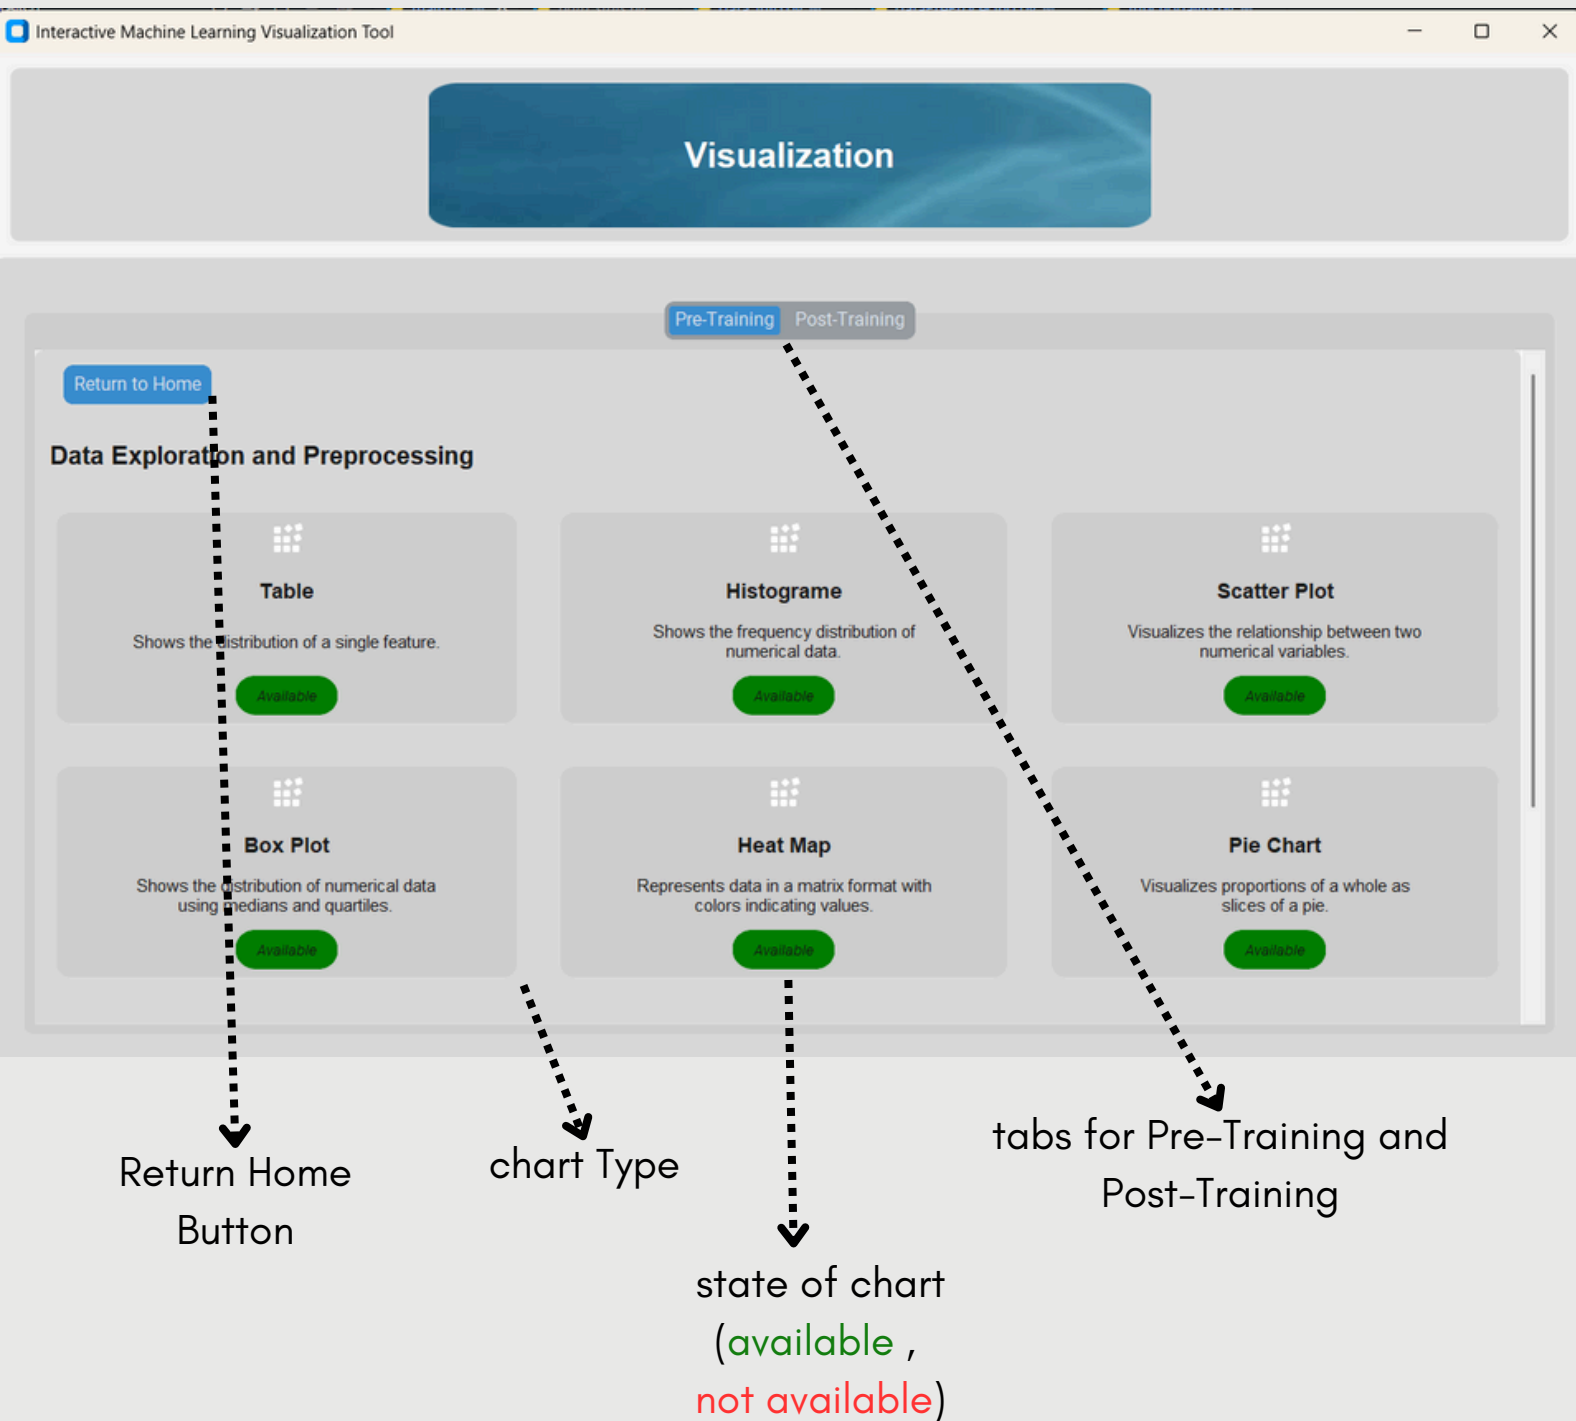 Interactive Machine Learning Visualization Tool
Visualization
Pre-Training Post-Training
Return to Home
Data Exploration and Preprocessing
Table
Shows the distribution of a single feature.
Available
Histograme
Shows the frequency distribution of
numerical data.
Available
Scatter Plot
Visualizes the relationship between two
numerical variables.
Available
Box Plot
Shows the distribution of numerical data
using medians and quartiles.
Available
Heat Map
Represents data in a matrix format with
colors indicating values.
Available
Pie Chart
Visualizes proportions of a whole as
slices of a pie.
Available
Return Home
Button
chart Type
state of chart
(available ,
not available)
tabs for Pre-Training and
Post-Training